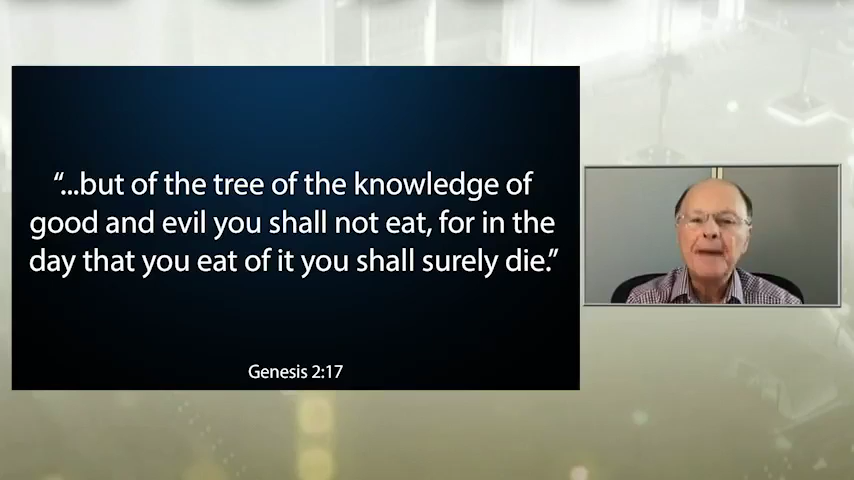 “...but of the tree of the knowledge of
good and evil you shall not eat, for in the
day that you eat of it you shall surely die.”
Genesis 2:17